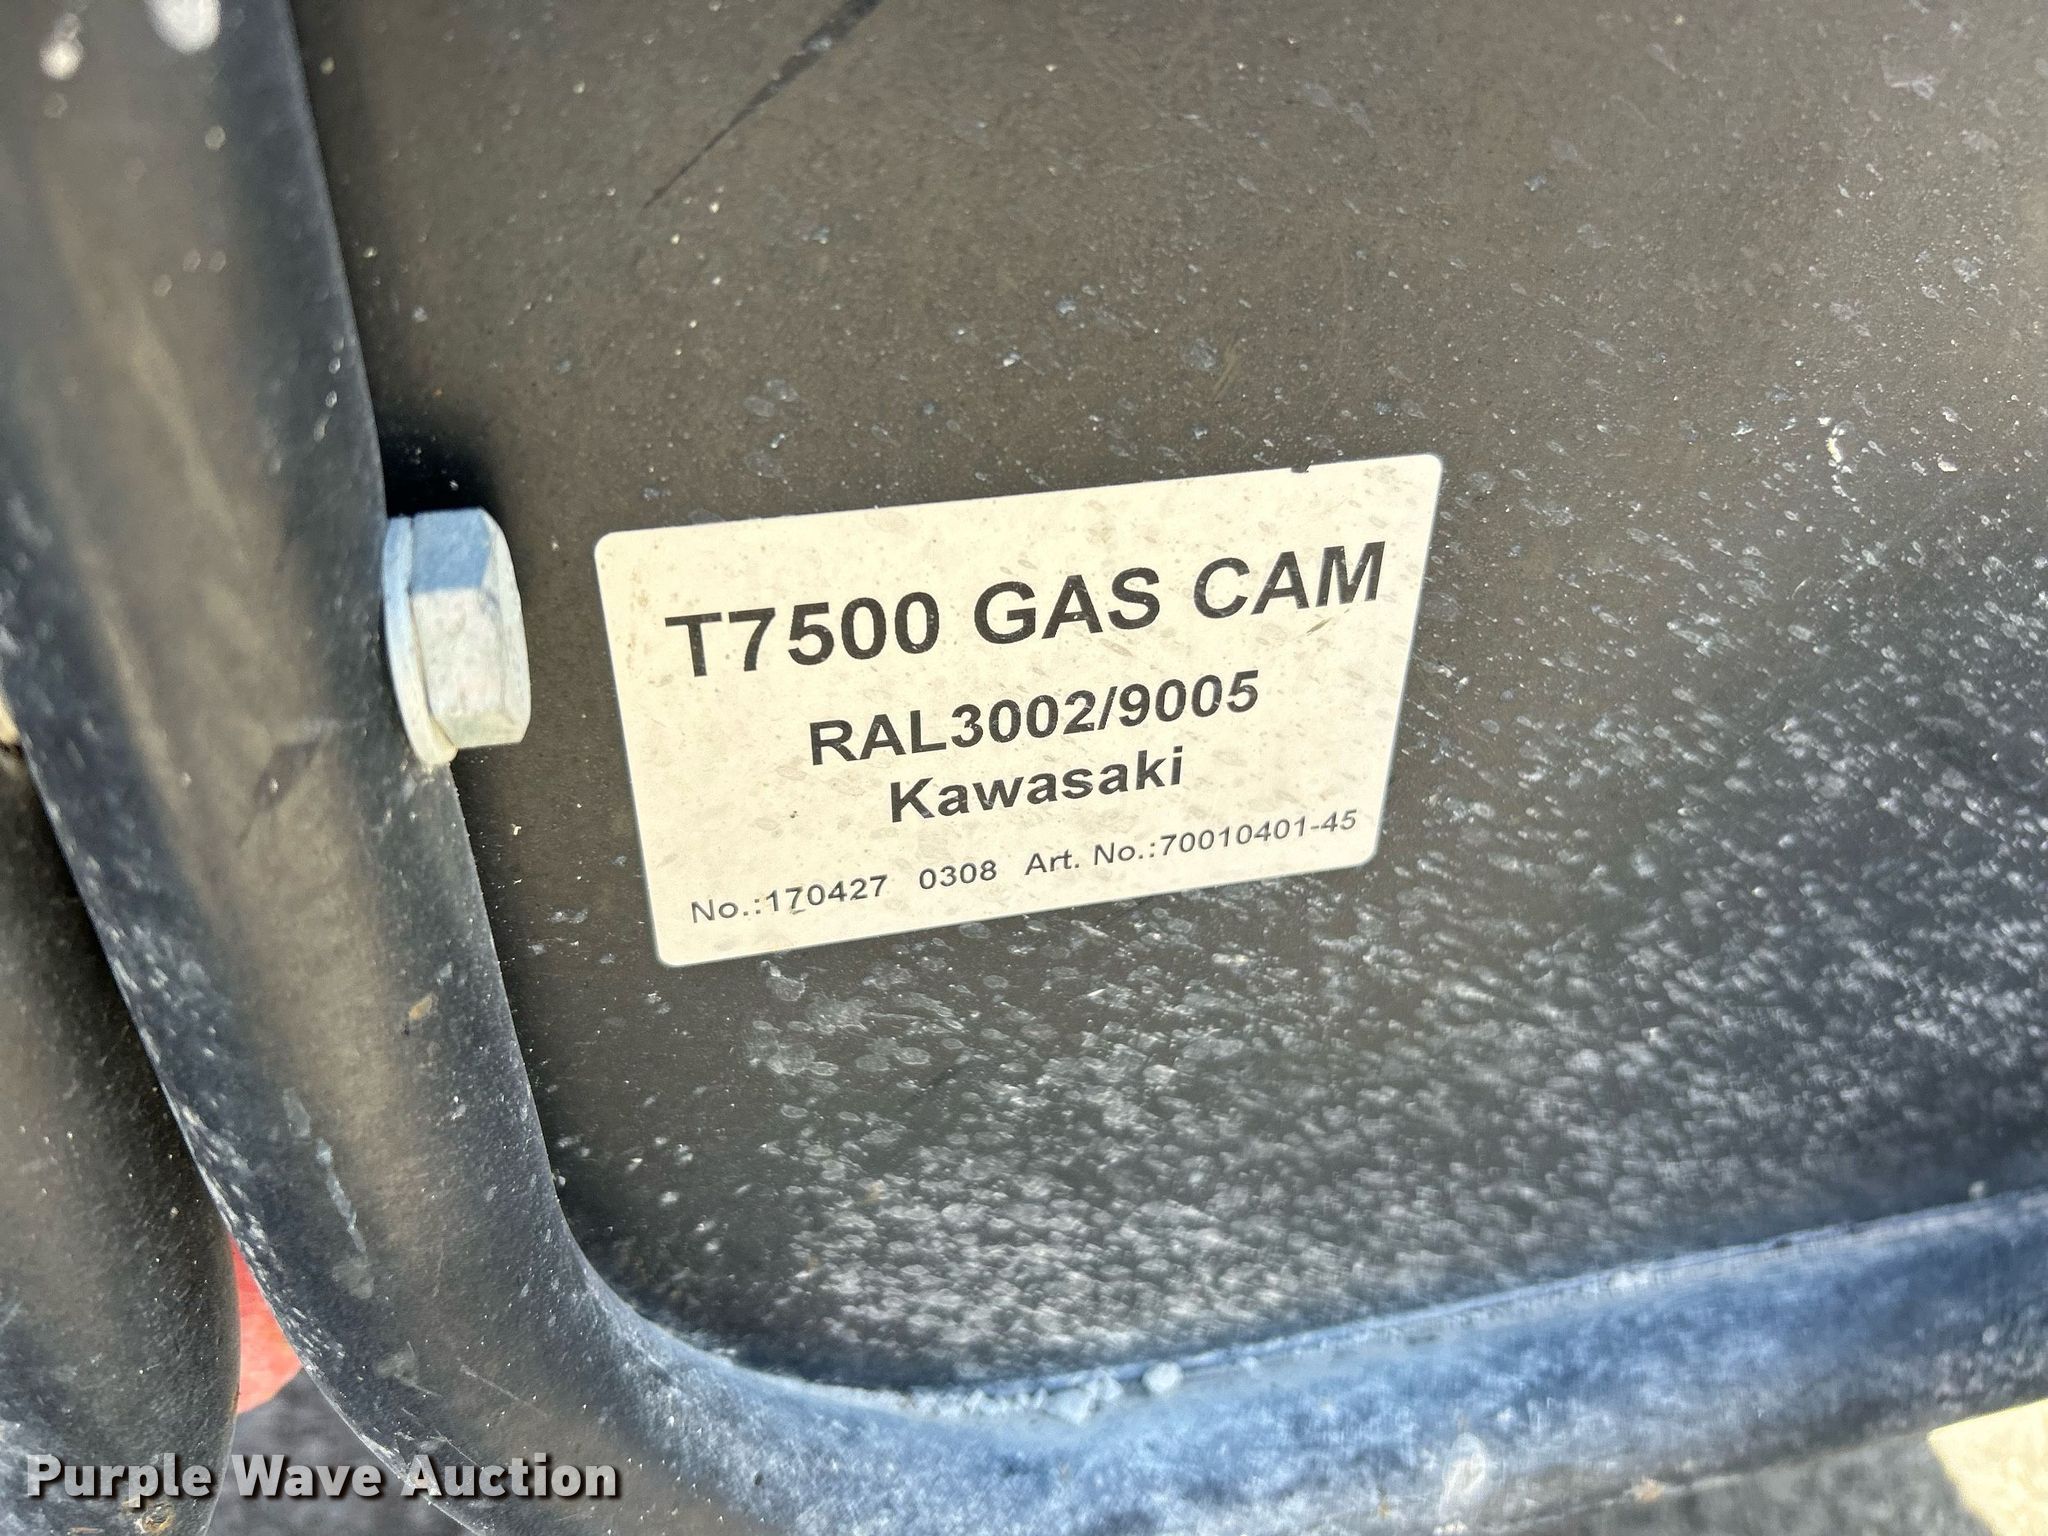 T7500 GAS CAM
RAL3002/9005
Kawasaki
No.:170427 0308 Art. No.:70010401-45
Purple Wave Auction